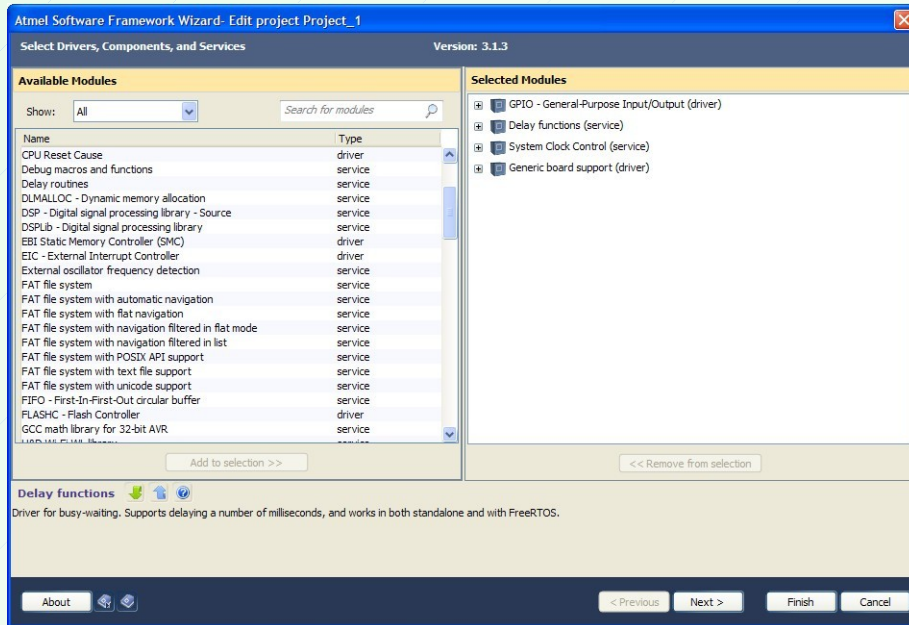 Atmel Software Framework Wizard- Edit project Project_1
Select Drivers, Components, and Services Version: 3.1.3
Available Modules
Show: All Search for modules
Name Type
CPU Reset Cause driver
Debug macros and functions service
Delay routines service
DLMALLOC - Dynamic memory allocation service
DSP - Digital signal processing library - Source service
DSPLib - Digital signal processing library service
EBI Static Memory Controller (SMC) driver
EIC - External Interrupt Controller driver
External oscillator frequency detection service
FAT file system service
FAT file system with automatic navigation service
FAT file system with flat navigation service
FAT file system with navigation filtered in flat mode service
FAT file system with navigation filtered in list service
FAT file system with POSIX API support service
FAT file system with text file support service
FAT file system with unicode support service
FIFO - First-In-First-Out circular buffer service
FLASHC - Flash Controller driver
GCC math library for 32-bit AVR service
Add to selection >>
Selected Modules
GPIO - General-Purpose Input/Output (driver)
Delay functions (service)
System Clock Control (service)
Generic board support (driver)
<< Remove from selection
Delay functions
Driver for busy-waiting. Supports delaying a number of milliseconds, and works in both standalone and with FreeRTOS.
About < Previous Next > Finish Cancel